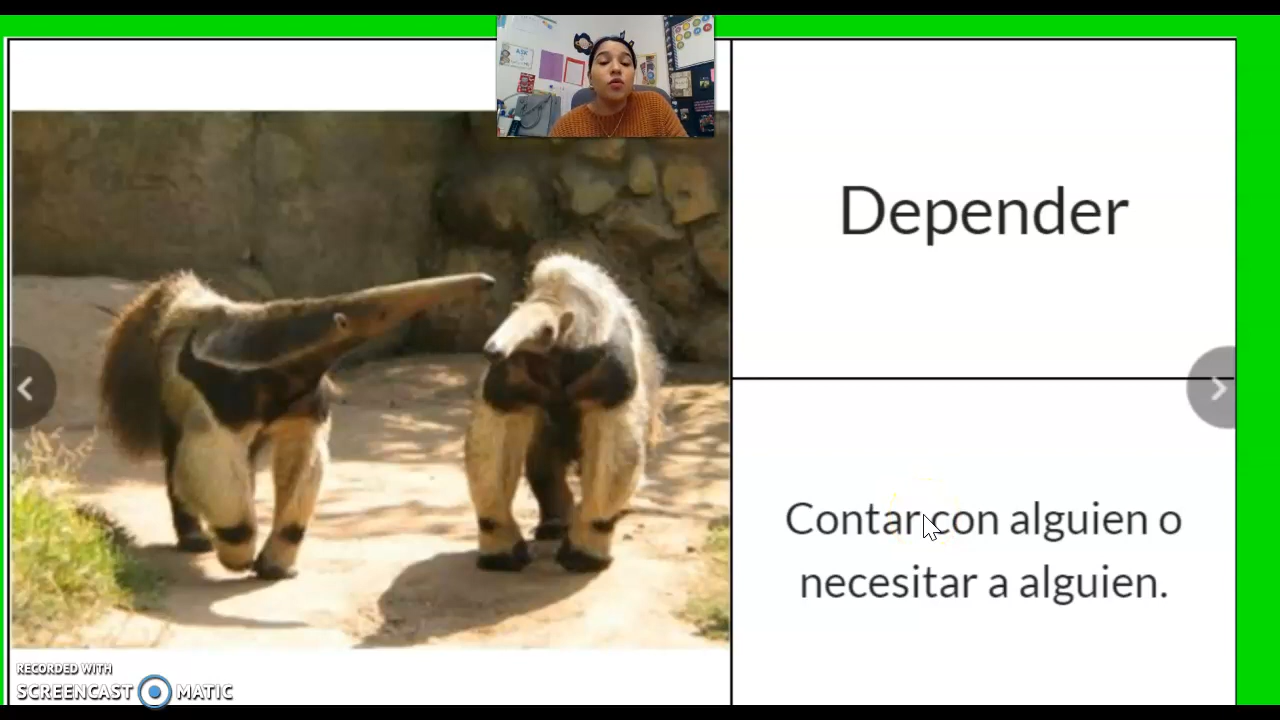 Depender
Contar con alguien o
necesitar a alguien.
RECORDED WITH
SCREENCAST MATIC